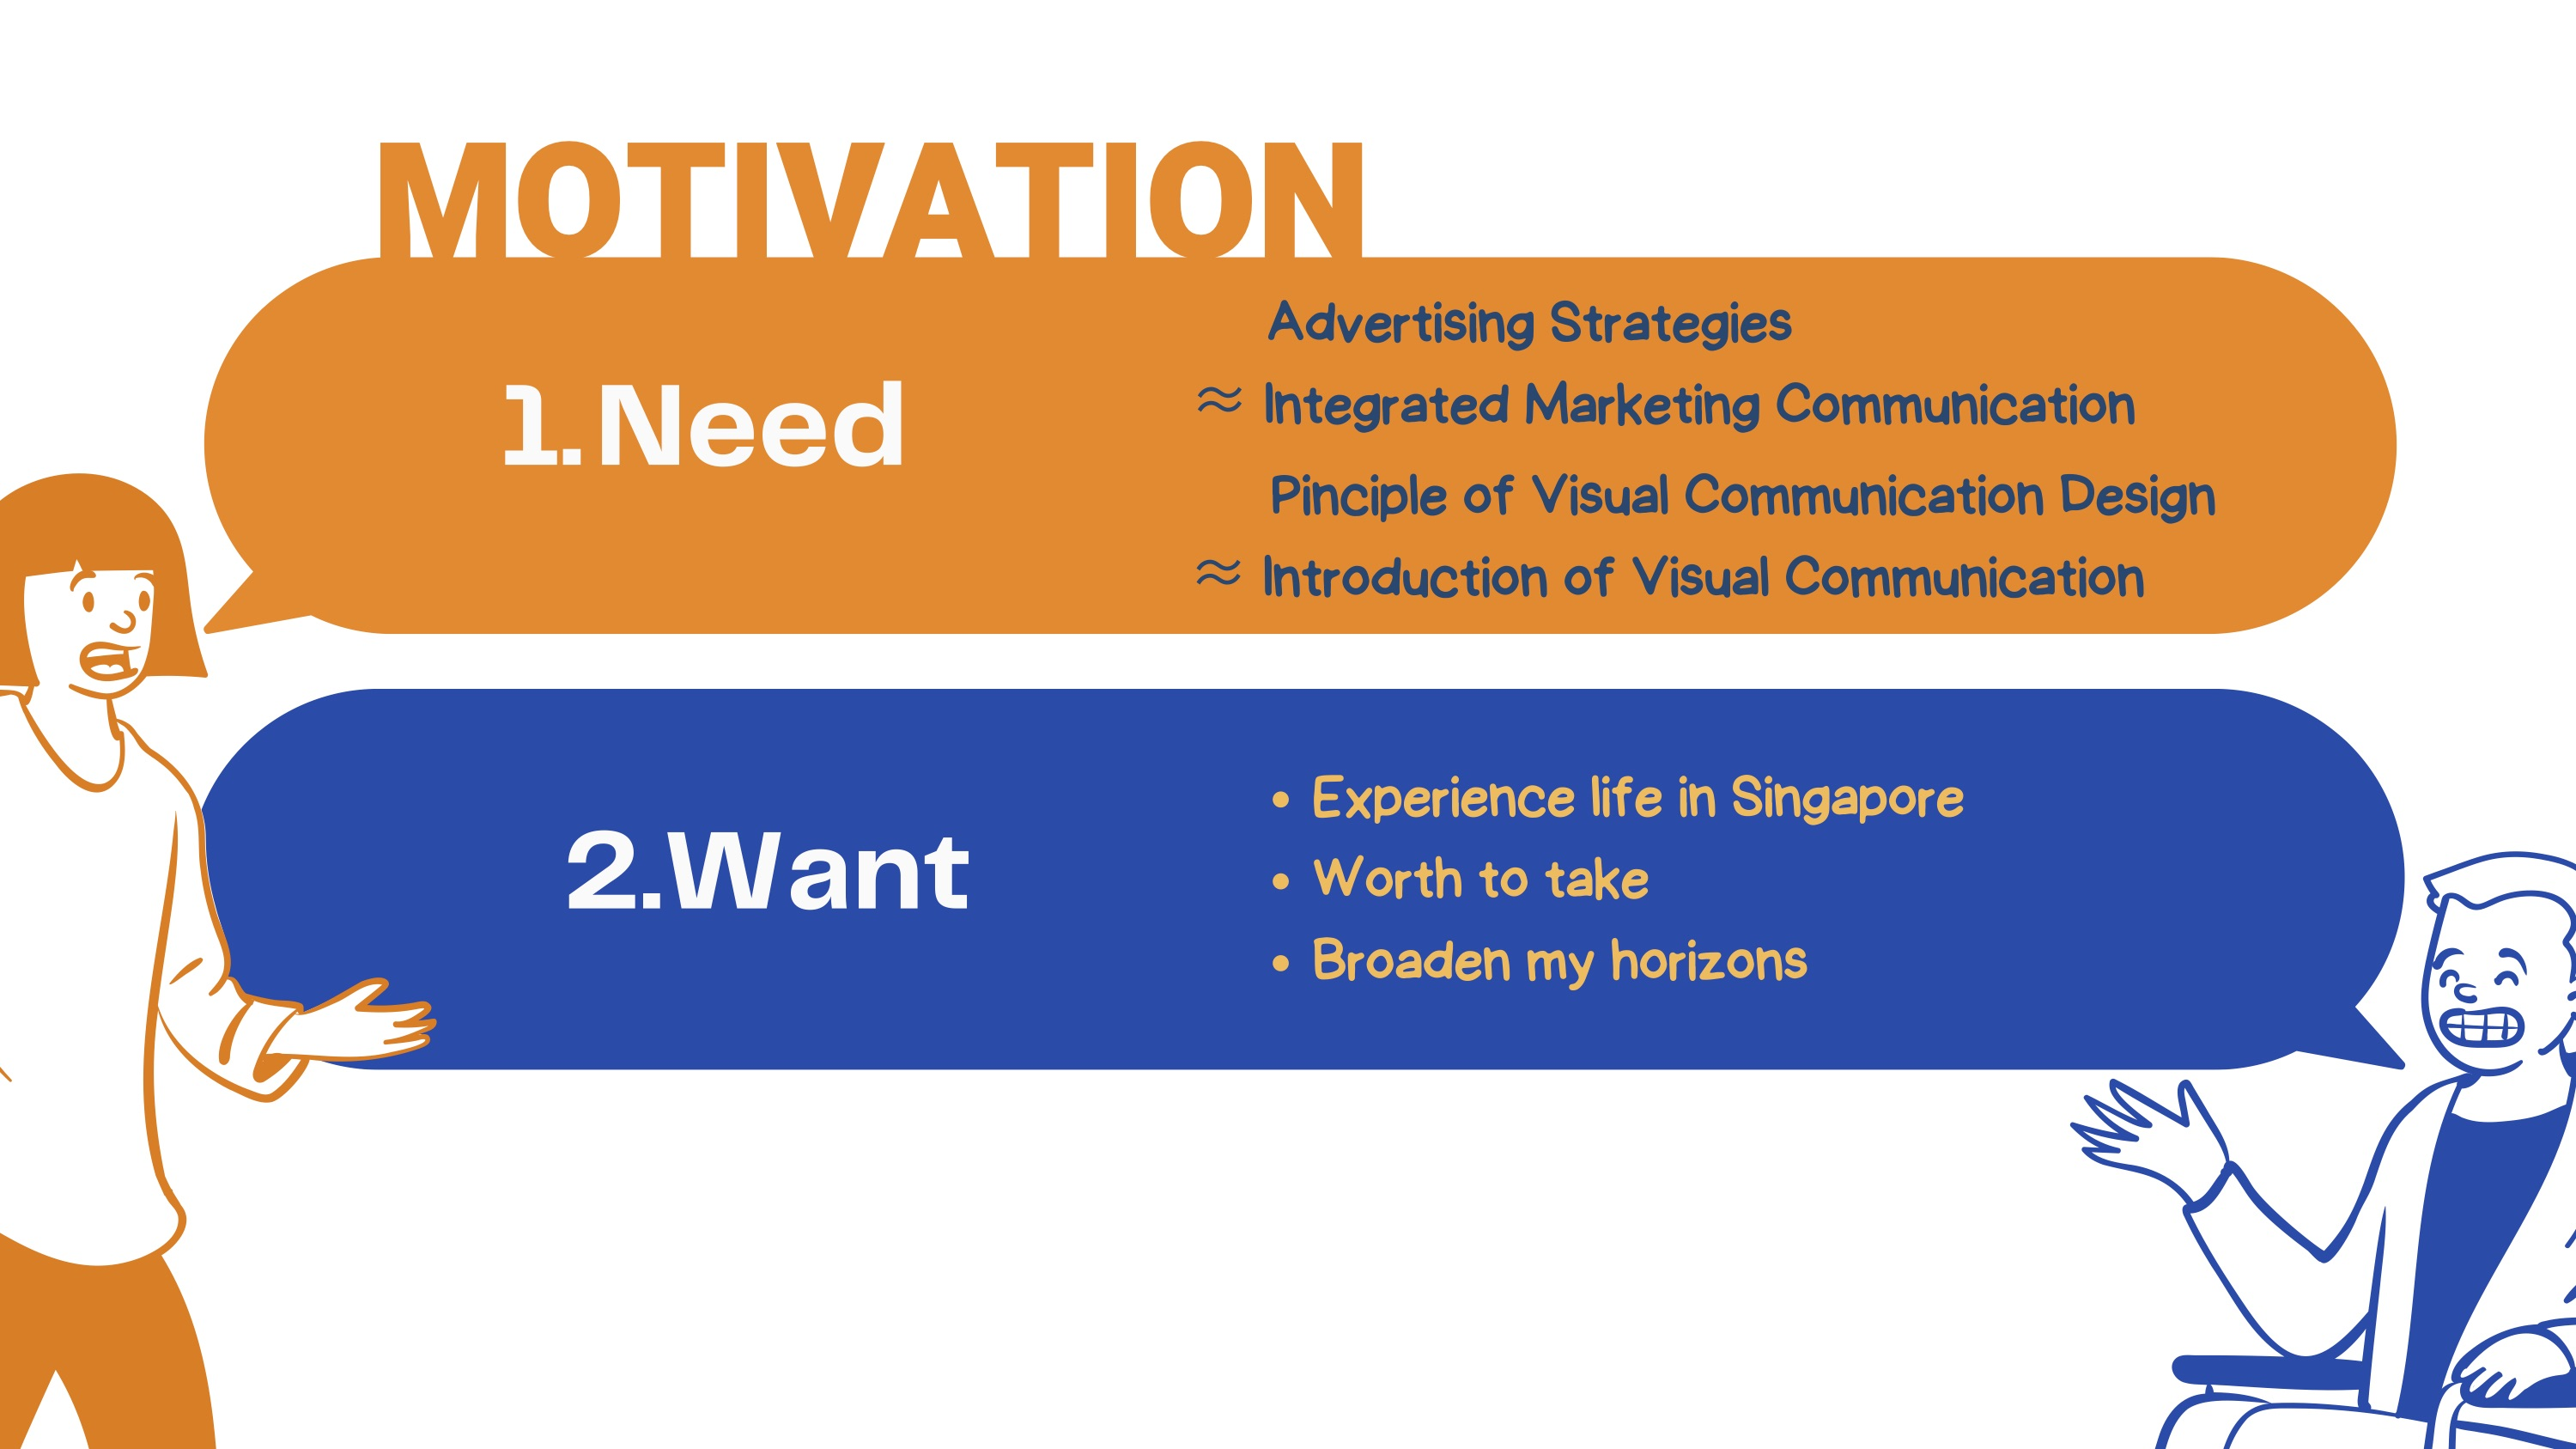 MOTIVATION
1.Need
Advertising Strategies
≈ Integrated Marketing Communication
Pinciple of Visual Communication Design
≈ Introduction of Visual Communication
2.Want
• Experience life in Singapore
• Worth to take
• Broaden my horizons